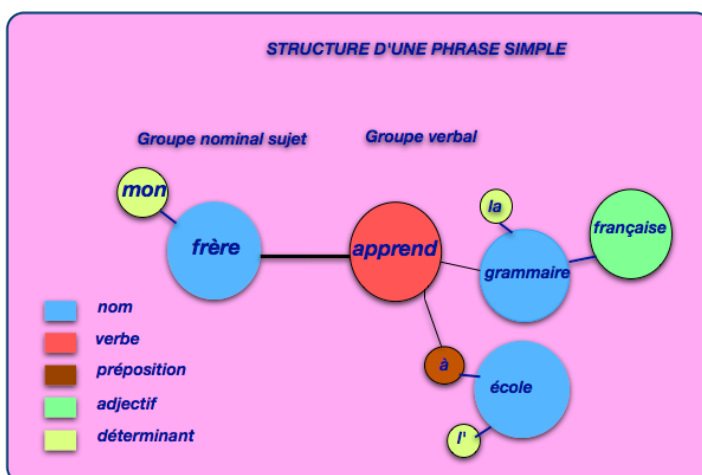 STRUCTURE D'UNE PHRASE SIMPLE
Groupe nominal sujet
Groupe verbal
mon
frère
apprend
la
grammaire
française
à
l'
école
nom
verbe
préposition
adjectif
déterminant